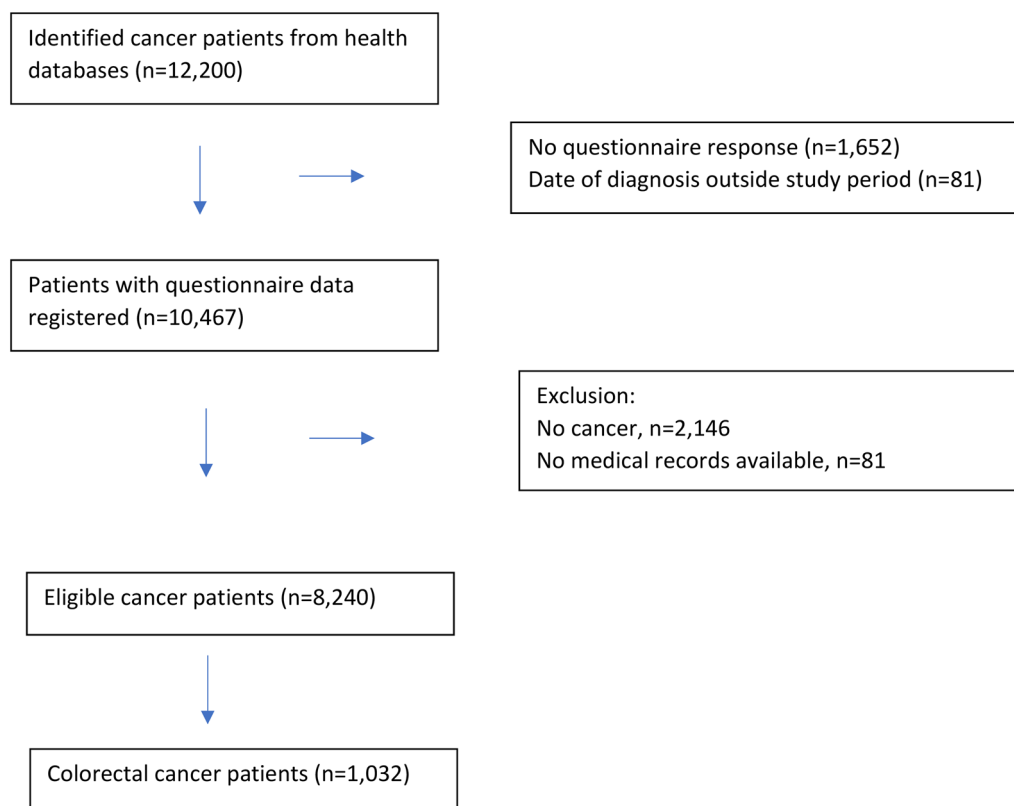 Identified cancer patients from health
databases (n=12,200)
No questionnaire response (n=1,652)
Date of diagnosis outside study period (n=81)
Patients with questionnaire data
registered (n=10,467)
Exclusion:
No cancer, n=2,146
No medical records available, n=81
Eligible cancer patients (n=8,240)
Colorectal cancer patients (n=1,032)